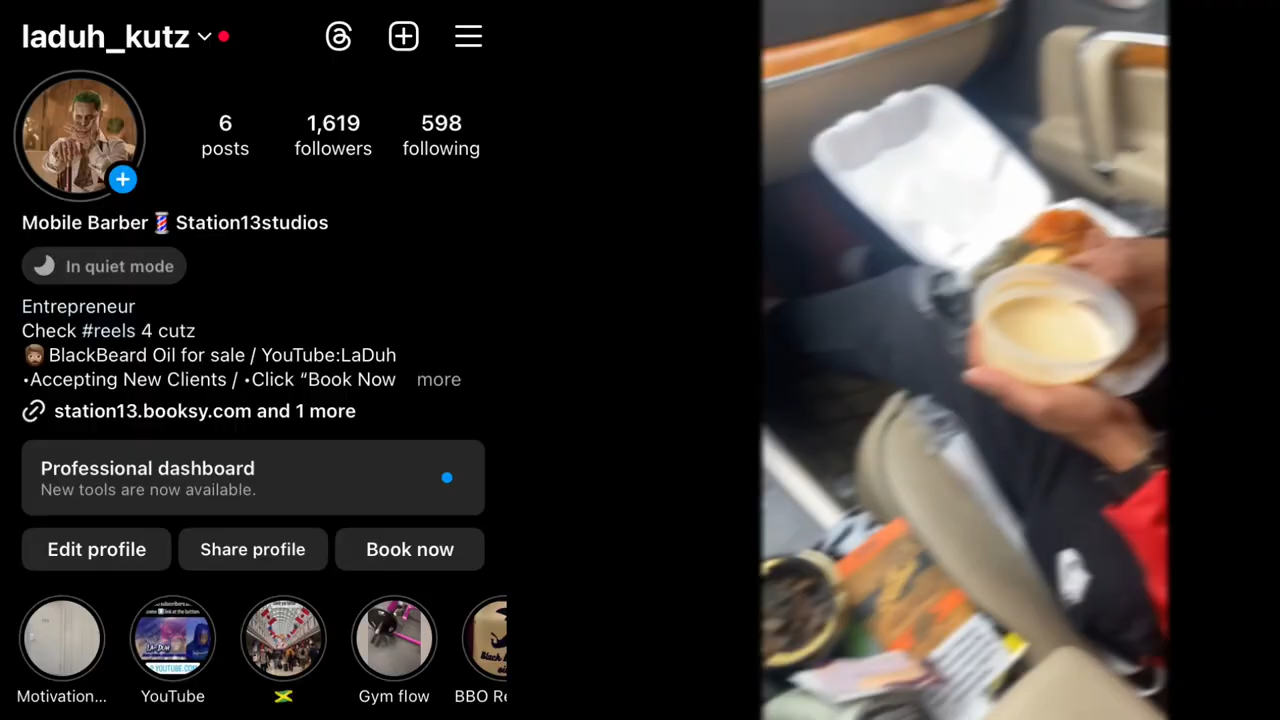 laduh_kutz
6 posts
1,619 followers
598 following
Mobile Barber💈Station13studios
In quiet mode
Entrepreneur
Check #reels 4 cutz
🧔🏽BlackBeard Oil for sale / YouTube:LaDuh
•Accepting New Clients / •Click “Book Now more
station13.booksy.com and 1 more
Professional dashboard
New tools are now available.
Edit profile
Share profile
Book now
Motivation...
YouTube
🇯🇲
Gym flow
BBO Re